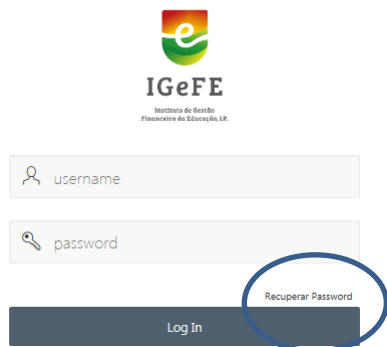 IGeFE
Instituto de Gestão
Financeira da Educação, I.P.
username
password
Recuperar Password
Log In